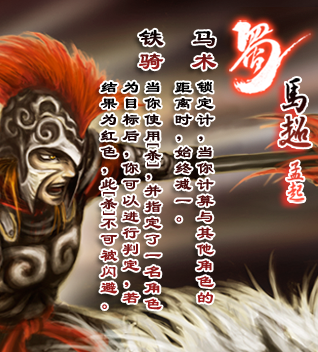 蜀
馬超
孟起
马术
锁定计，当你计算与其他角色的
距离时，始终减一。
铁骑
当你使用［杀］，并指定了一名角色
为目标后，你可以进行判定，若
结果为红色，此［杀］不可被闪避。